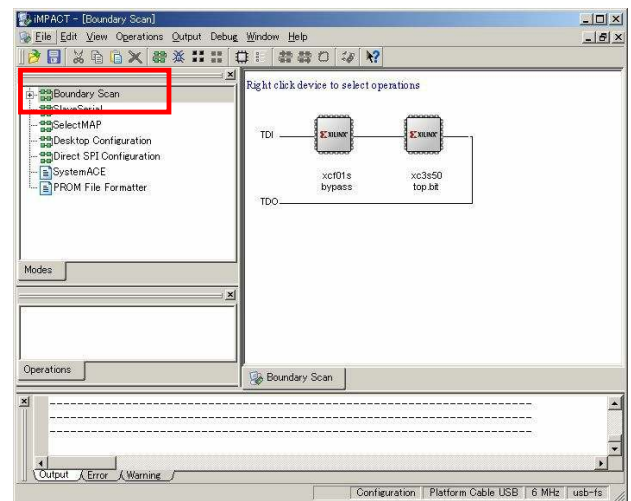 iMPACT - [Boundary Scan]
File Edit View Operations Output Debug Window Help
Boundary Scan
SlaveSerial
SelectMAP
Desktop Configuration
Direct SPI Configuration
SystemACE
PROM File Formatter
Modes
Operations
Right click device to select operations
TDI
XILINX XILINX
xcf01s xc3s50
bypass top.bit
TDO
Boundary Scan
Output Error Warning
Configuration Platform Cable USB 6 MHz usb-fs